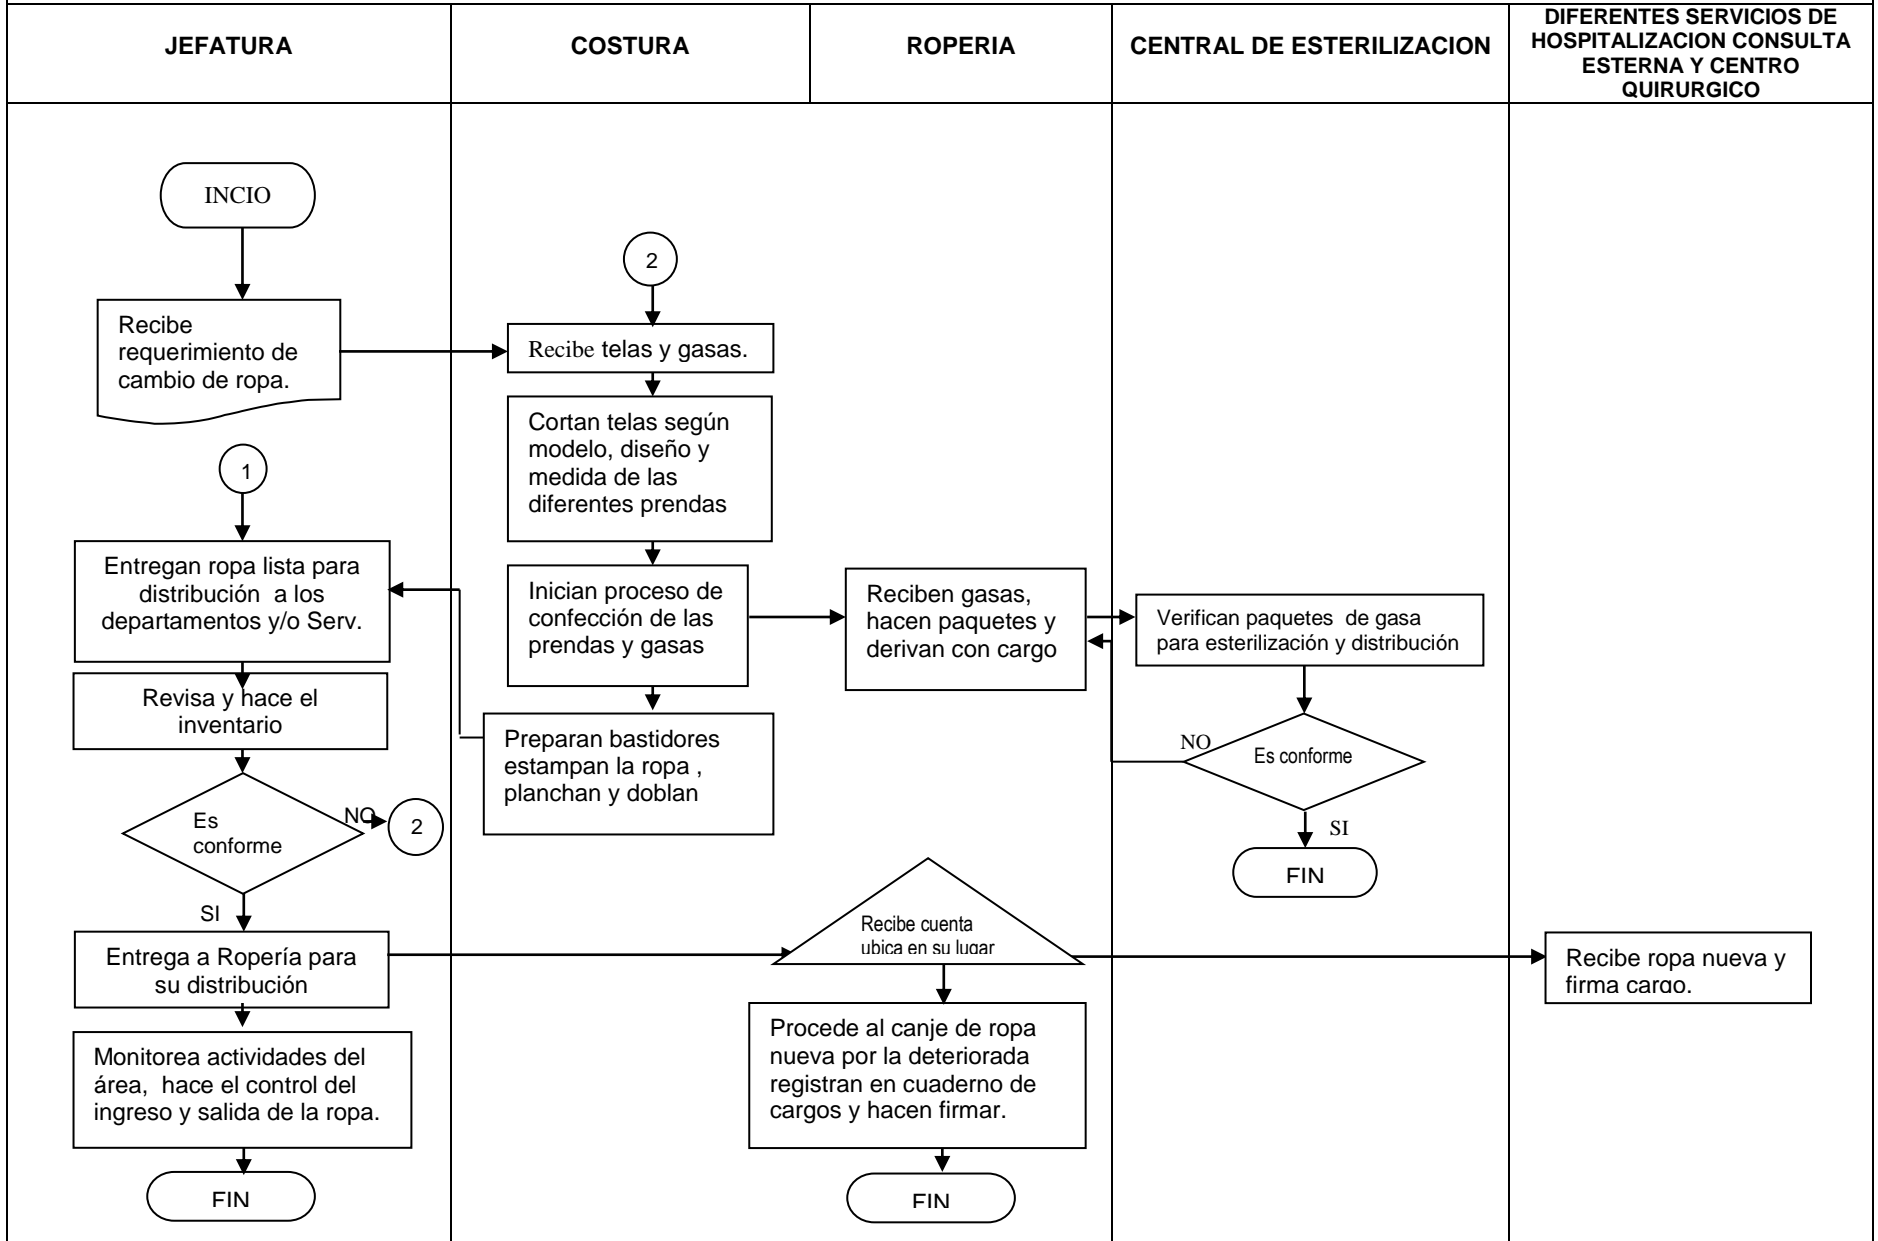 JEFATURA
COSTURA
ROPERIA
CENTRAL DE ESTERILIZACION
DIFERENTES SERVICIOS DE
HOSPITALIZACION CONSULTA
ESTERNA Y CENTRO
QUIRURGICO
INCIO
Recibe
requerimiento de
cambio de ropa.
1
Entregan ropa lista para
distribución a los
departamentos y/o Serv.
Revisa y hace el
inventario
Es
conforme
NO
2
SI
Entrega a Ropería para
su distribución
Monitorea actividades del
área, hace el control del
ingreso y salida de la ropa.
FIN
2
Recibe telas y gasas.
Cortan telas según
modelo, diseño y
medida de las
diferentes prendas
Inician proceso de
confección de las
prendas y gasas
Preparan bastidores
estampan la ropa ,
planchan y doblan
Reciben gasas,
hacen paquetes y
derivan con cargo
Recibe cuenta
ubica en su lugar
Procede al canje de ropa
nueva por la deteriorada
registran en cuaderno de
cargos y hacen firmar.
FIN
Verifican paquetes de gasa
para esterilización y distribución
NO
Es conforme
SI
FIN
Recibe ropa nueva y
firma cargo.